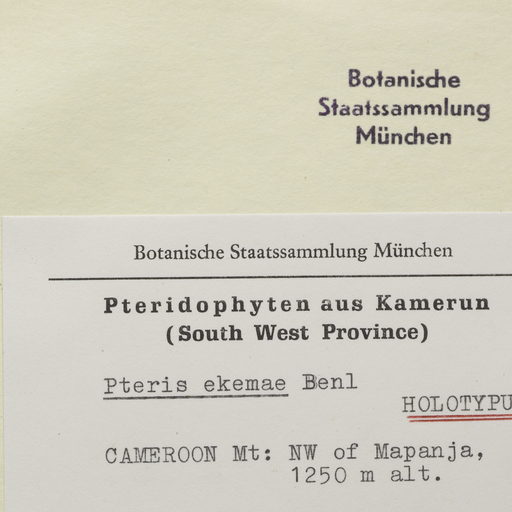 Botanische
Staatssammlung
München
Botanische Staatssammlung München
Pteridophyten aus Kamerun
(South West Province)
Pteris ekemae Benl
HOLOTYPU
CAMEROON Mt: NW of Mapanja,
1250 m alt.